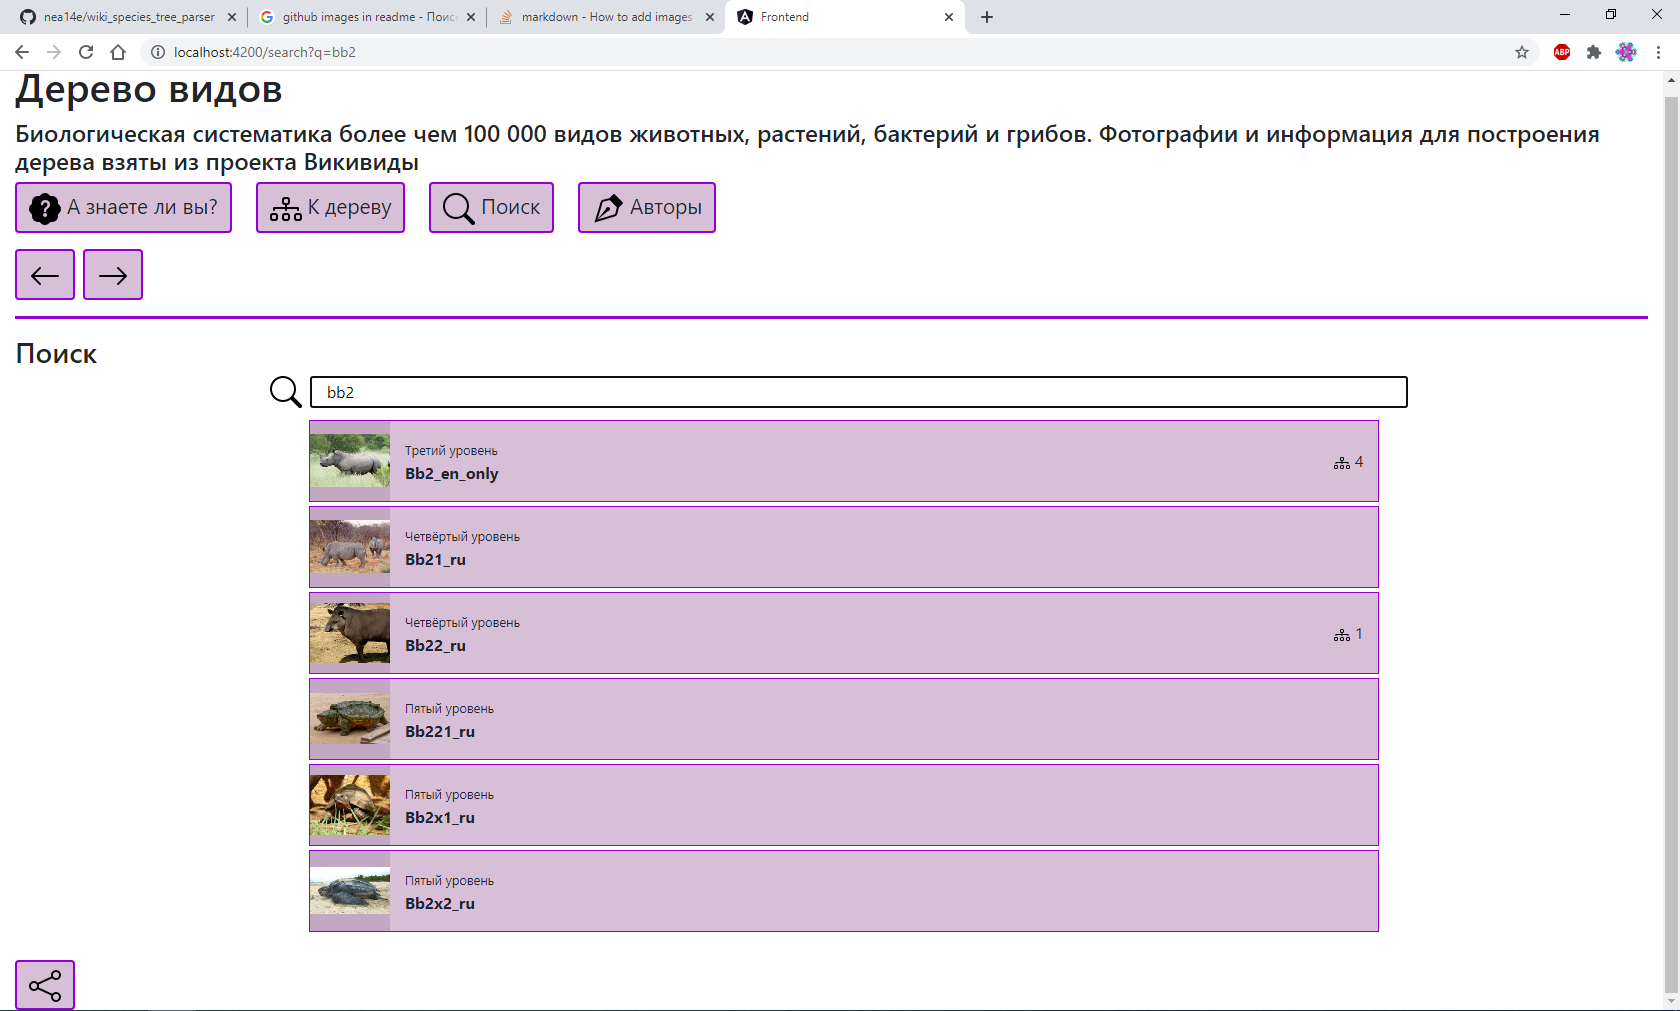 nea14e/wiki_species_tree_parser
github images in readme - Поис
markdown - How to add images
Frontend
localhost:4200/search?q=bb2
ABP
Дерево видов
Биологическая систематика более чем 100 000 видов животных, растений, бактерий и грибов. Фотографии и информация для построения
дерева взяты из проекта Викивиды
А знаете ли вы?
К дереву
Поиск
Авторы
Поиск
bb2
Третий уровень
Bb2_en_only
4
Четвёртый уровень
Bb21_ru
Четвёртый уровень
Bb22_ru
1
Пятый уровень
Bb221_ru
Пятый уровень
Bb2x1_ru
Пятый уровень
Bb2x2_ru